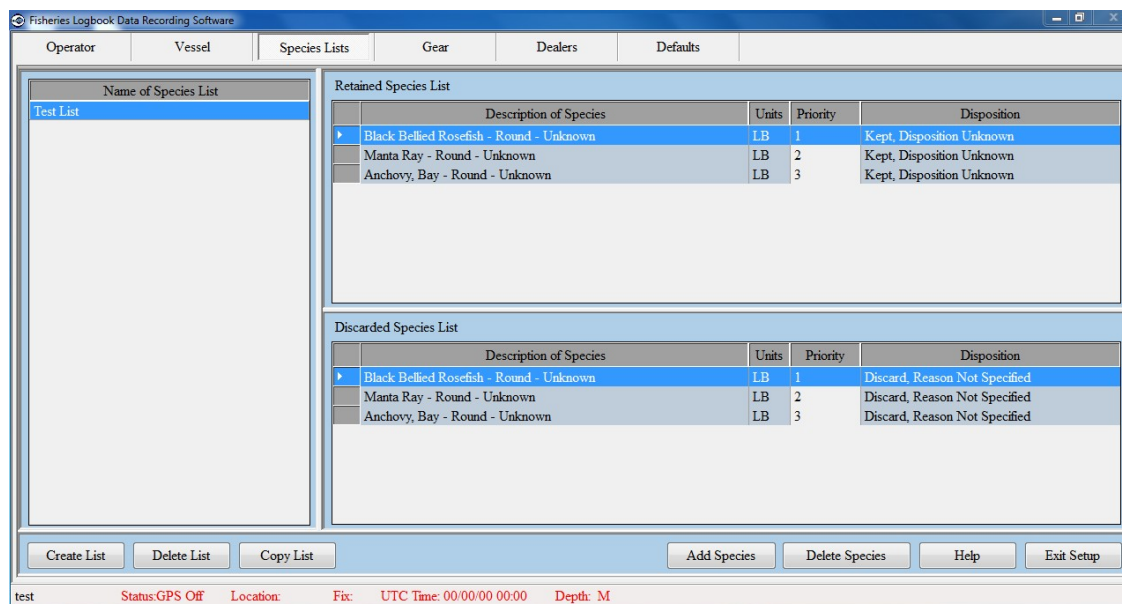 Fisheries Logbook Data Recording Software
Operator Vessel Species Lists Gear Dealers Defaults
Name of Species List
Test List
Retained Species List
Description of Species Units Priority Disposition
Black Bellied Rosefish - Round - Unknown LB 1 Kept, Disposition Unknown
Manta Ray - Round - Unknown LB 2 Kept, Disposition Unknown
Anchovy, Bay - Round - Unknown LB 3 Kept, Disposition Unknown
Discarded Species List
Description of Species Units Priority Disposition
Black Bellied Rosefish - Round - Unknown LB 1 Discard, Reason Not Specified
Manta Ray - Round - Unknown LB 2 Discard, Reason Not Specified
Anchovy, Bay - Round - Unknown LB 3 Discard, Reason Not Specified
Create List Delete List Copy List Add Species Delete Species Help Exit Setup
test Status:GPS Off Location: Fix: UTC Time: 00/00/00 00:00 Depth: M